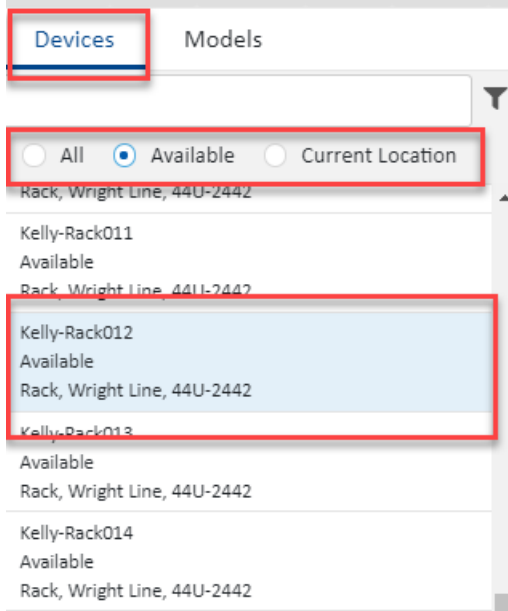 Devices Models
All Available Current Location
Rack, Wright Line, 44U-2442
Kelly-Rack011
Available
Rack, Wright Line, 44U-2442
Kelly-Rack012
Available
Rack, Wright Line, 44U-2442
Kelly-Rack013
Available
Rack, Wright Line, 44U-2442
Kelly-Rack014
Available
Rack, Wright Line, 44U-2442